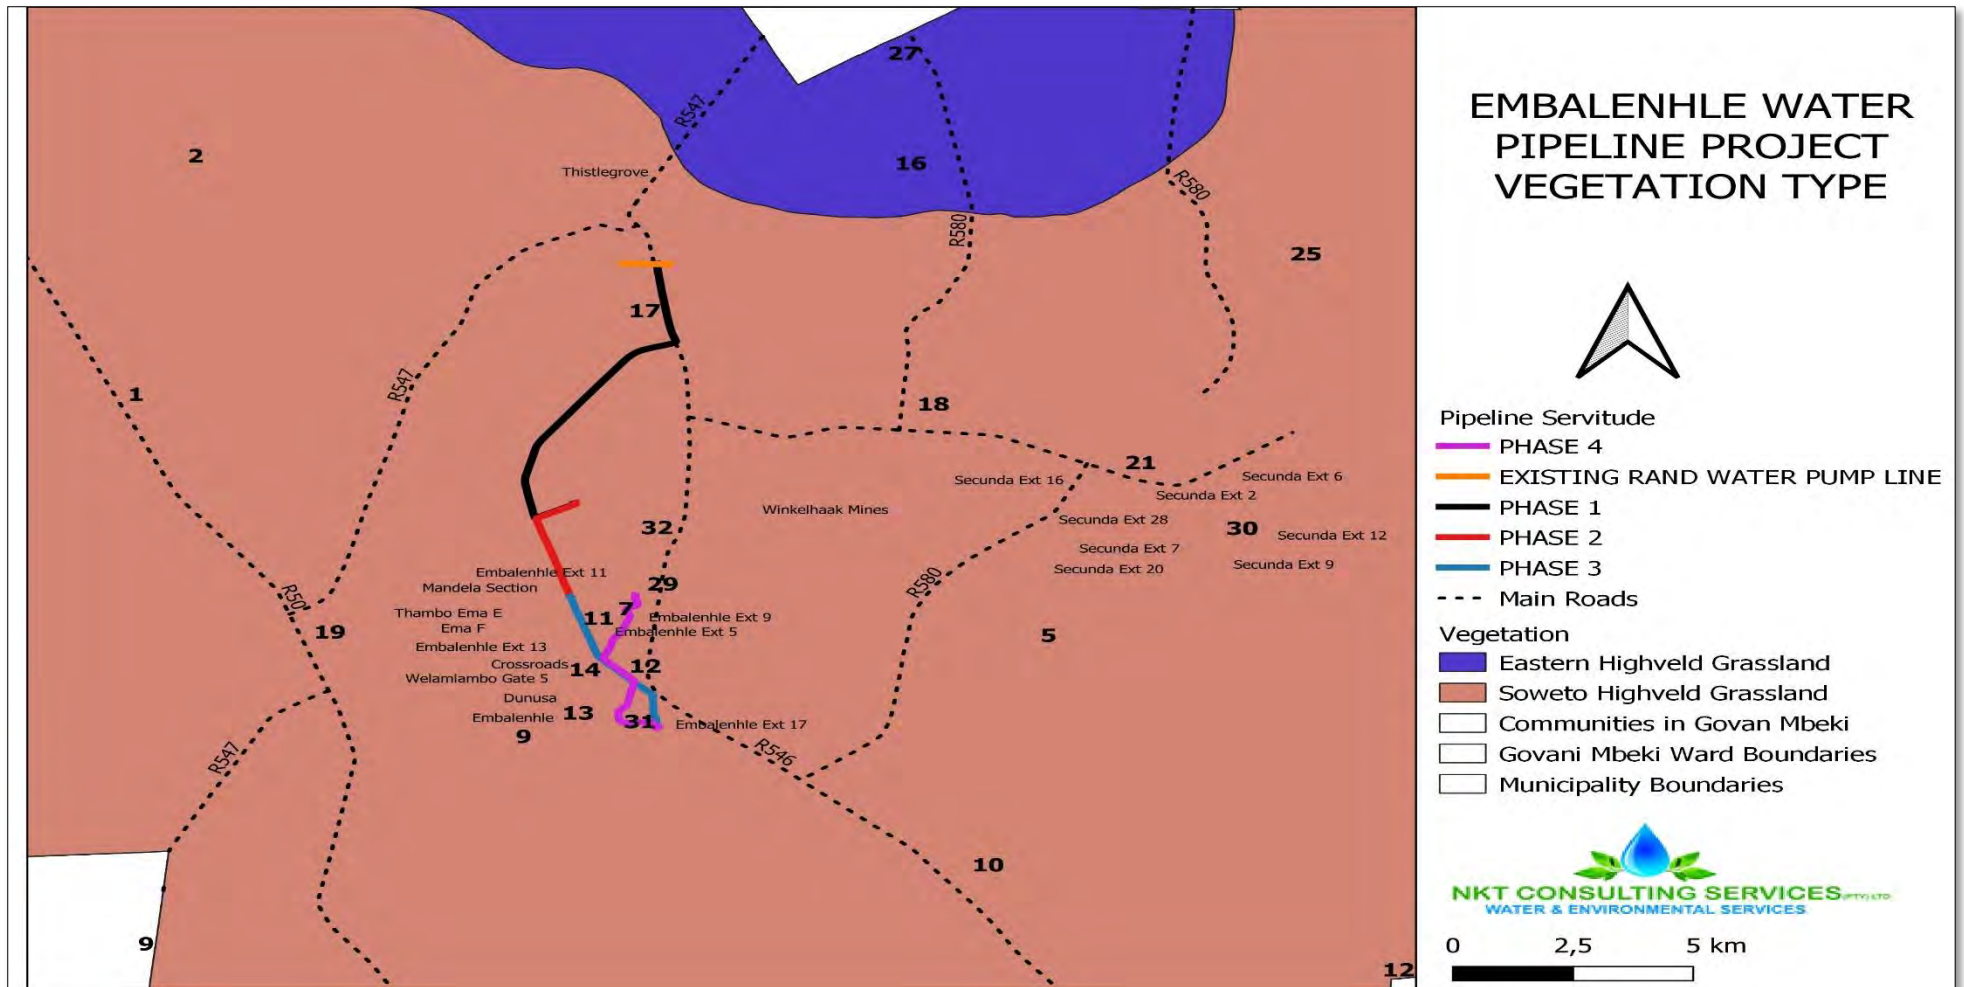 27
R547
2
16
Thistlegrove
R580
R580
25
17
R547
1
18
21
Secunda Ext 16
Secunda Ext 6
Secunda Ext 2
Winkelhaak Mines
Secunda Ext 28
32
30
Secunda Ext 12
Secunda Ext 7
Secunda Ext 20
Secunda Ext 9
Embalenhle Ext 11
Mandela Section
29
R580
R50
Thambo Ema E
11
7
Embalenhle Ext 9
Ema F
Embalenhle Ext 5
19
5
Embalenhle Ext 13
Crossroads
14
12
Welamlambo Gate 5
Dunusa
Embalenhle
13
31
Embalenhle Ext 17
9
R547
R546
10
9
12
EMBALENHLE WATER
PIPELINE PROJECT
VEGETATION TYPE
Pipeline Servitude
PHASE 4
EXISTING RAND WATER PUMP LINE
PHASE 1
PHASE 2
PHASE 3
Main Roads
Vegetation
Eastern Highveld Grassland
Soweto Highveld Grassland
Communities in Govan Mbeki
Govani Mbeki Ward Boundaries
Municipality Boundaries
NKT CONSULTING SERVICES (PTY) LTD
WATER & ENVIRONMENTAL SERVICES
0 2,5 5 km